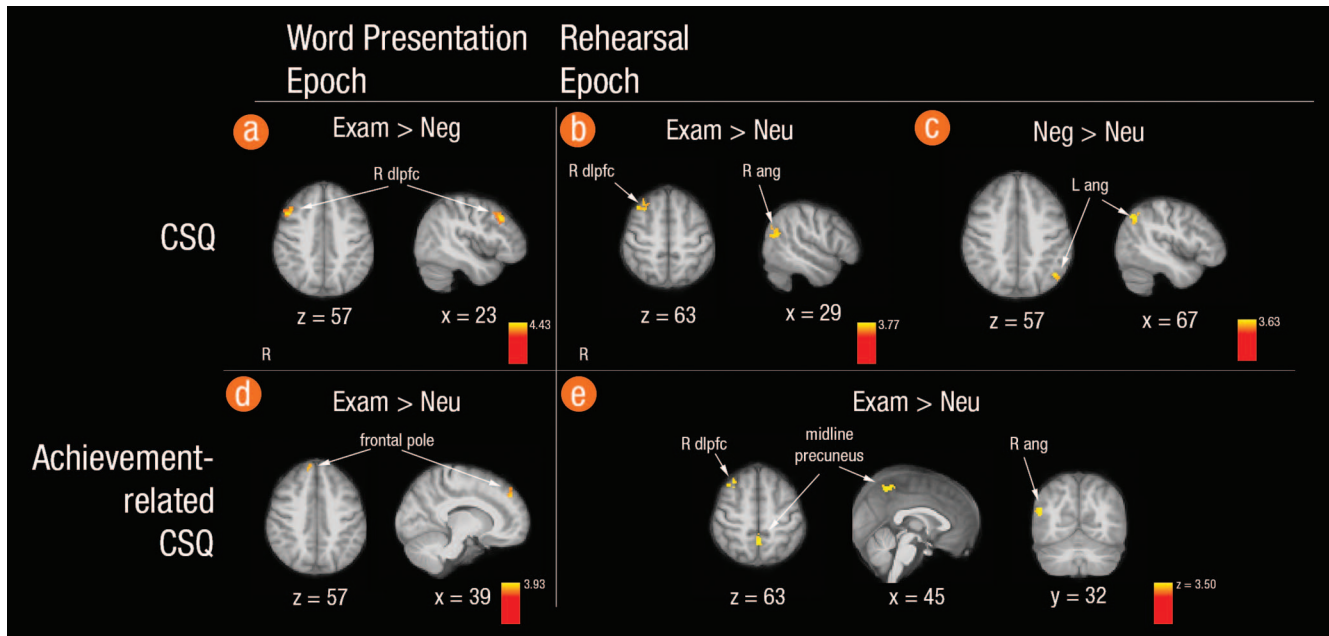 Word Presentation
Epoch
Rehearsal
Epoch
CSQ
a
Exam > Neg
R dlpfc
z = 57
x = 23
4.43
R
b
Exam > Neu
R dlpfc
R ang
z = 63
x = 29
3.77
R
c
Neg > Neu
L ang
z = 57
x = 67
3.63
Achievement-
related
CSQ
d
Exam > Neu
frontal pole
z = 57
x = 39
3.93
e
Exam > Neu
R dlpfc
midline
precuneus
R ang
z = 63
x = 45
y = 32
z = 3.50